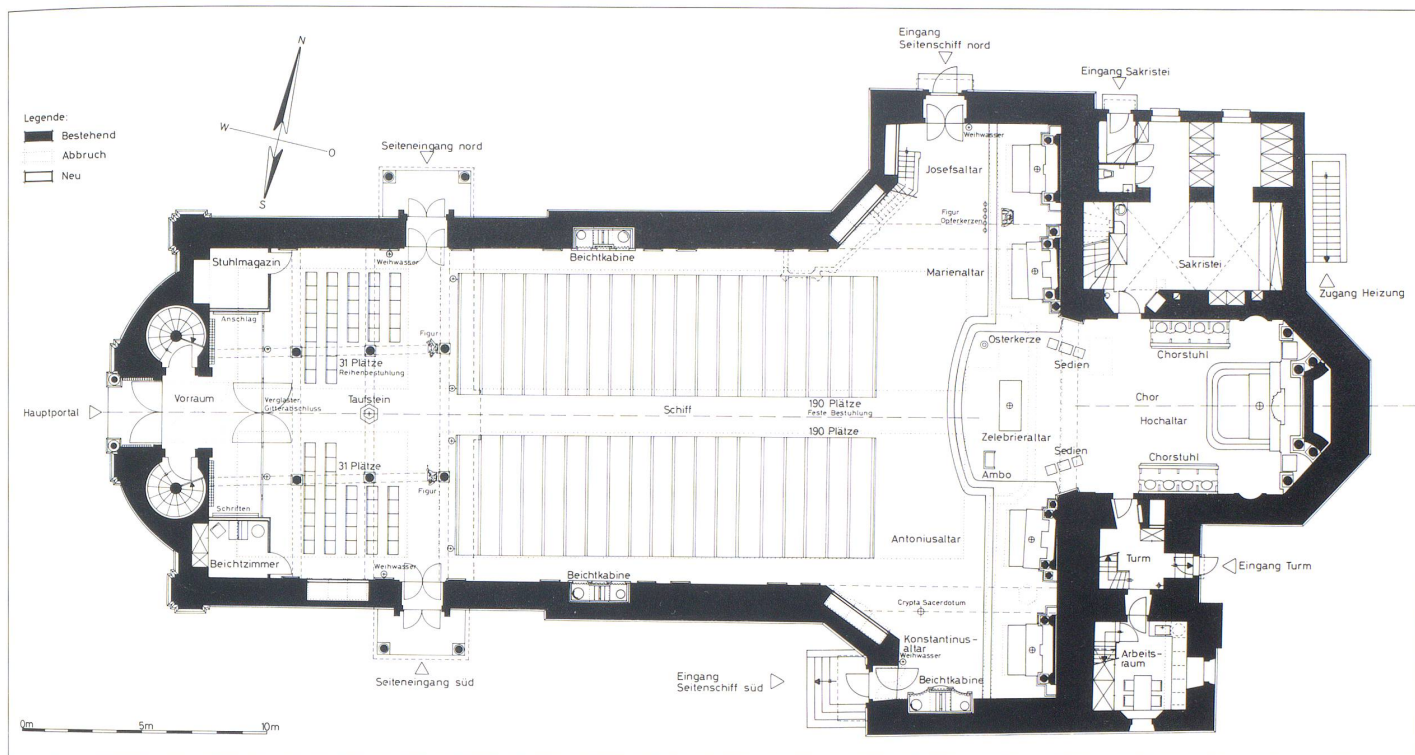 Legende:
Bestehend
Abbruch
Neu
N
W
O
S
Seiteneingang nord
Eingang
Seitenschiff nord
Eingang Sakristei
Weihwasser
Josefsaltar
Figur
Opferkerzen
Marienaltar
Sakristei
Zugang Heizung
Stuhlmagazin
Weihwasser
Beichtkabine
Anschlag
Figur
31 Plätze
Reihenbestuhlung
Osterkerze
Sedien
Chorstuhl
Hauptportal
Vorraum
Verglaster
Gitterabschluss
Taufstein
Schiff
190 Plätze
Feste Bestuhlung
190 Plätze
Zelebrieraltar
Chor
Hochaltar
31 Plätze
Figur
Ambo
Sedien
Chorstuhl
Schriften
Beichtzimmer
Weihwasser
Beichtkabine
Antoniusaltar
Turm
Eingang Turm
Crypta Sacerdotum
Konstantinus-
altar
Weihwasser
Arbeits-
raum
Seiteneingang süd
Eingang
Seitenschiff süd
Beichtkabine
0m
5m
10m